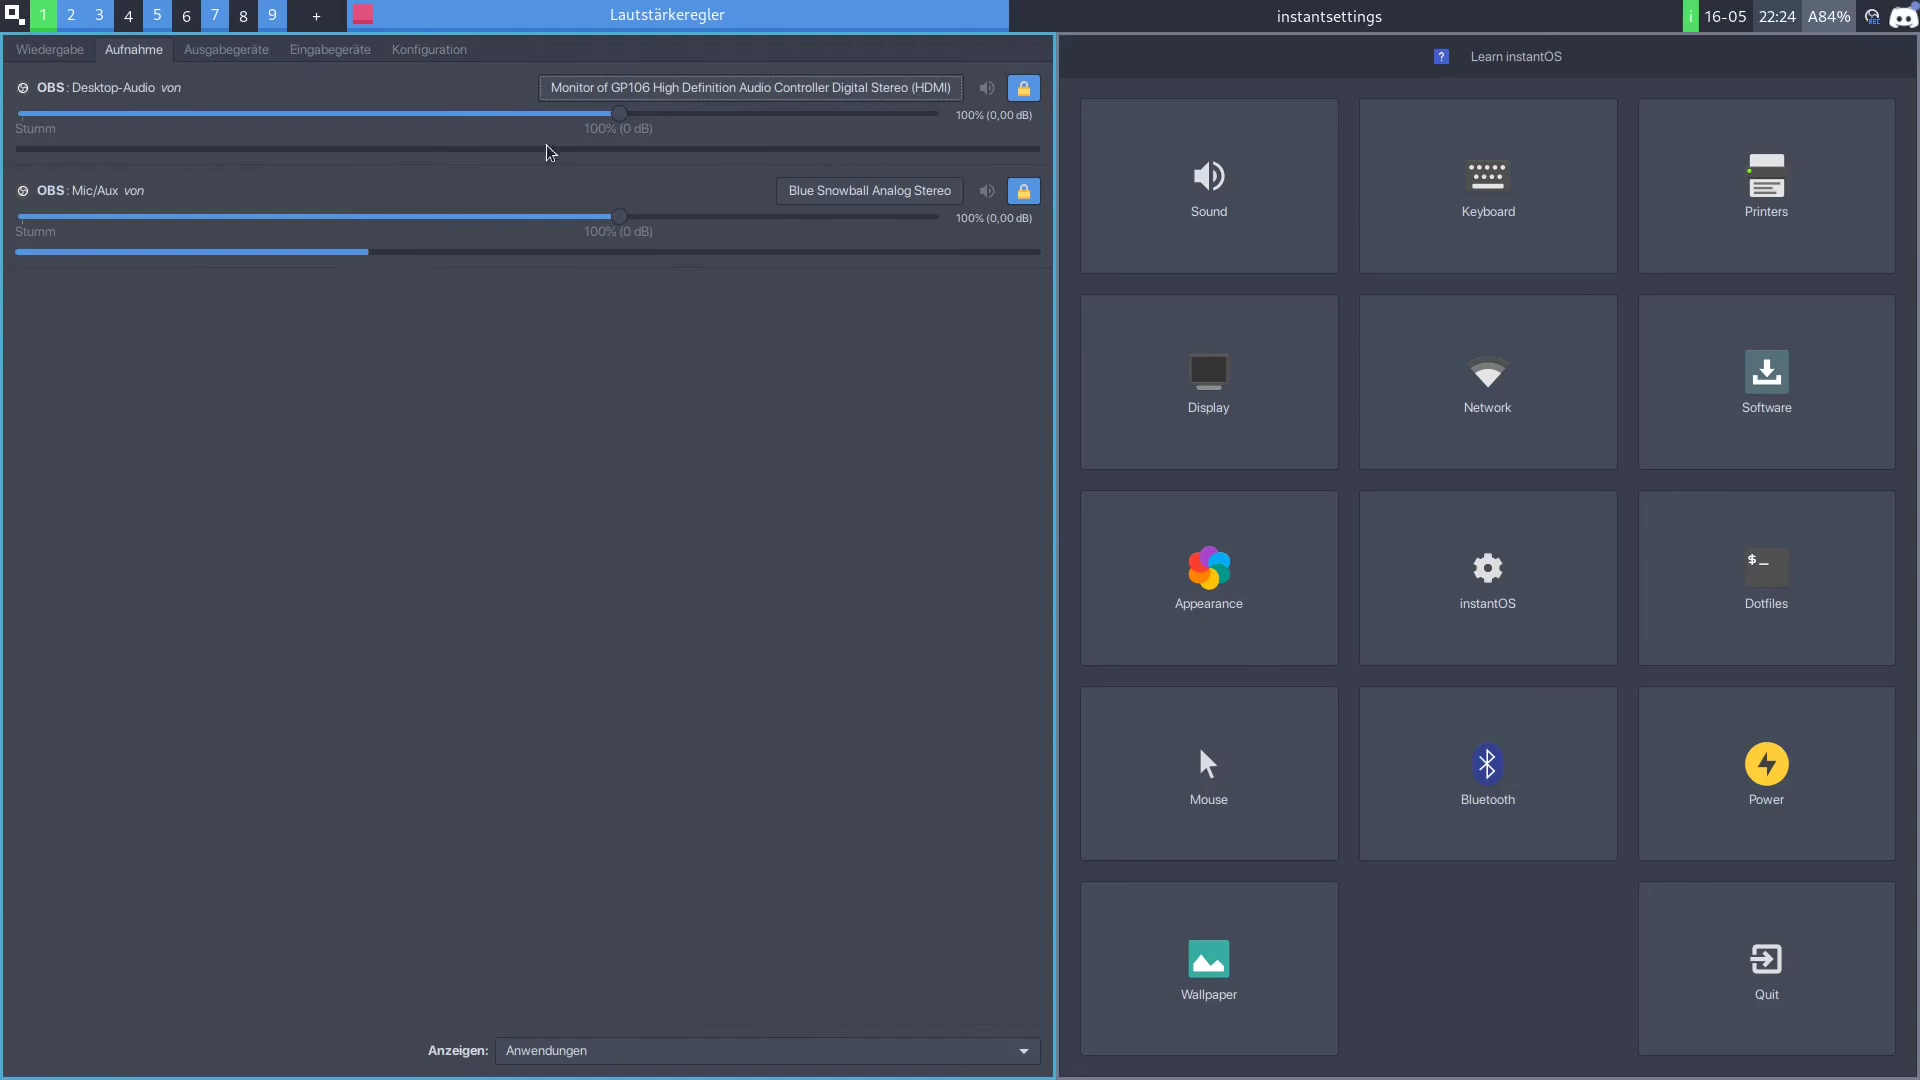 1 2 3 4 5 6 7 8 9 + Lautstärkeregler instantsettings i 16-05 22:24 A84%
Wiedergabe Aufnahme Ausgabegeräte Eingabegeräte Konfiguration
OBS: Desktop-Audio von Monitor of GP106 High Definition Audio Controller Digital Stereo (HDMI)
100% (0,00 dB)
Stumm 100% (0 dB)
OBS: Mic/Aux von Blue Snowball Analog Stereo
100% (0,00 dB)
Stumm 100% (0 dB)
Anzeigen: Anwendungen
? Learn instantOS
Sound Keyboard Printers
Display Network Software
$_
Appearance instantOS Dotfiles
Mouse Bluetooth Power
Wallpaper Quit